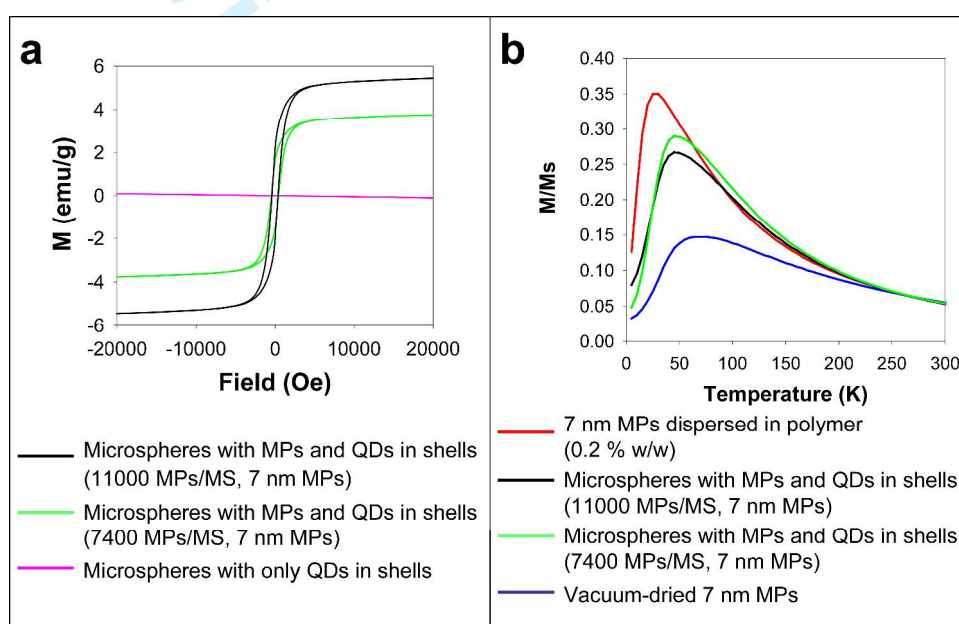 a
6
4
2
0
-2
-4
-6
M (emu/g)
-20000 -10000 0 10000 20000
Field (Oe)
Microspheres with MPs and QDs in shells
(11000 MPs/MS, 7 nm MPs)
Microspheres with MPs and QDs in shells
(7400 MPs/MS, 7 nm MPs)
Microspheres with only QDs in shells
b
0.40
0.35
0.30
0.25
0.20
0.15
0.10
0.05
0.00
M/Ms
0 50 100 150 200 250 300
Temperature (K)
7 nm MPs dispersed in polymer
(0.2 % w/w)
Microspheres with MPs and QDs in shells
(11000 MPs/MS, 7 nm MPs)
Microspheres with MPs and QDs in shells
(7400 MPs/MS, 7 nm MPs)
Vacuum-dried 7 nm MPs